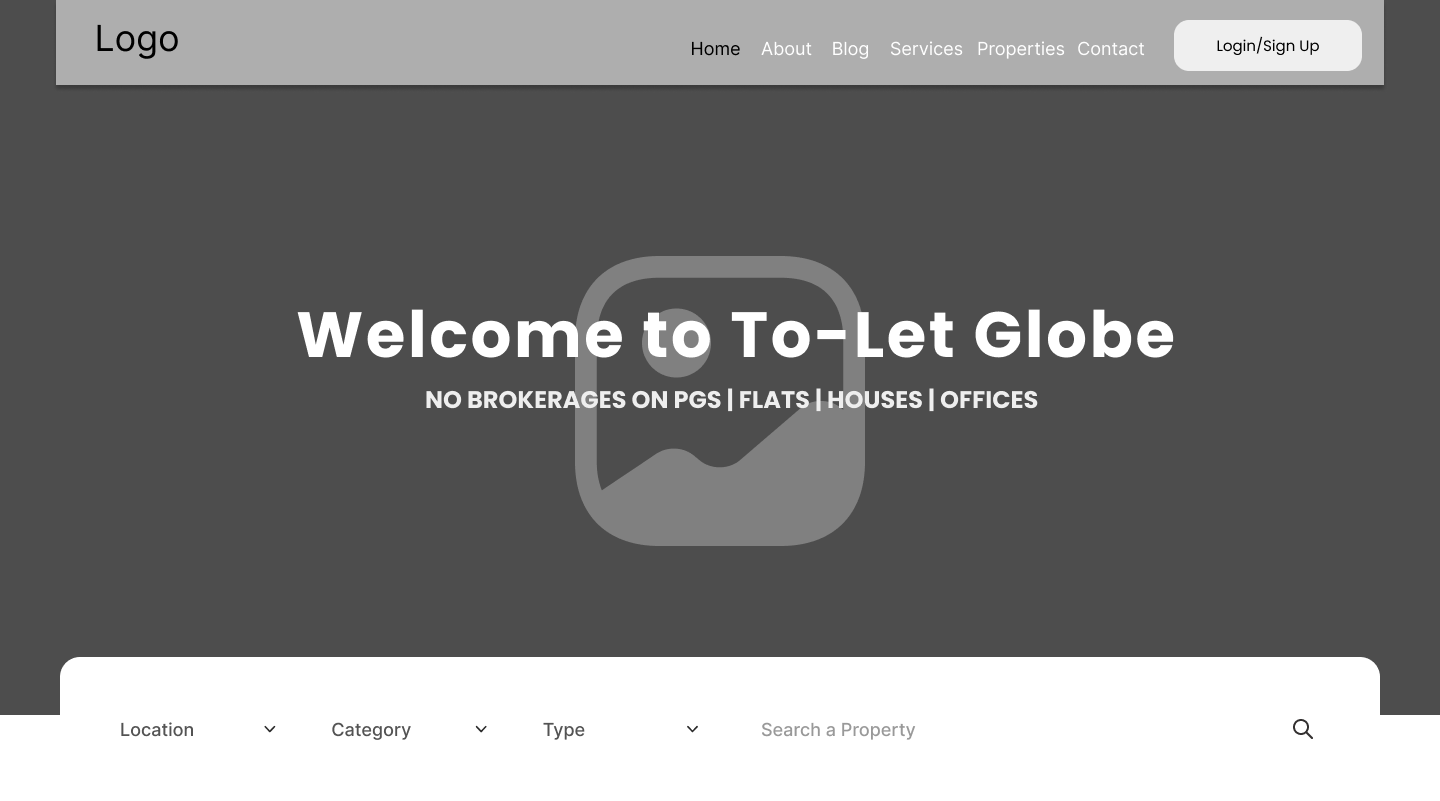 Logo
Home About Blog Services Properties Contact Login/Sign Up
Welcome to To-Let Globe
NO BROKERAGES ON PGS | FLATS | HOUSES | OFFICES
Location Category Type Search a Property